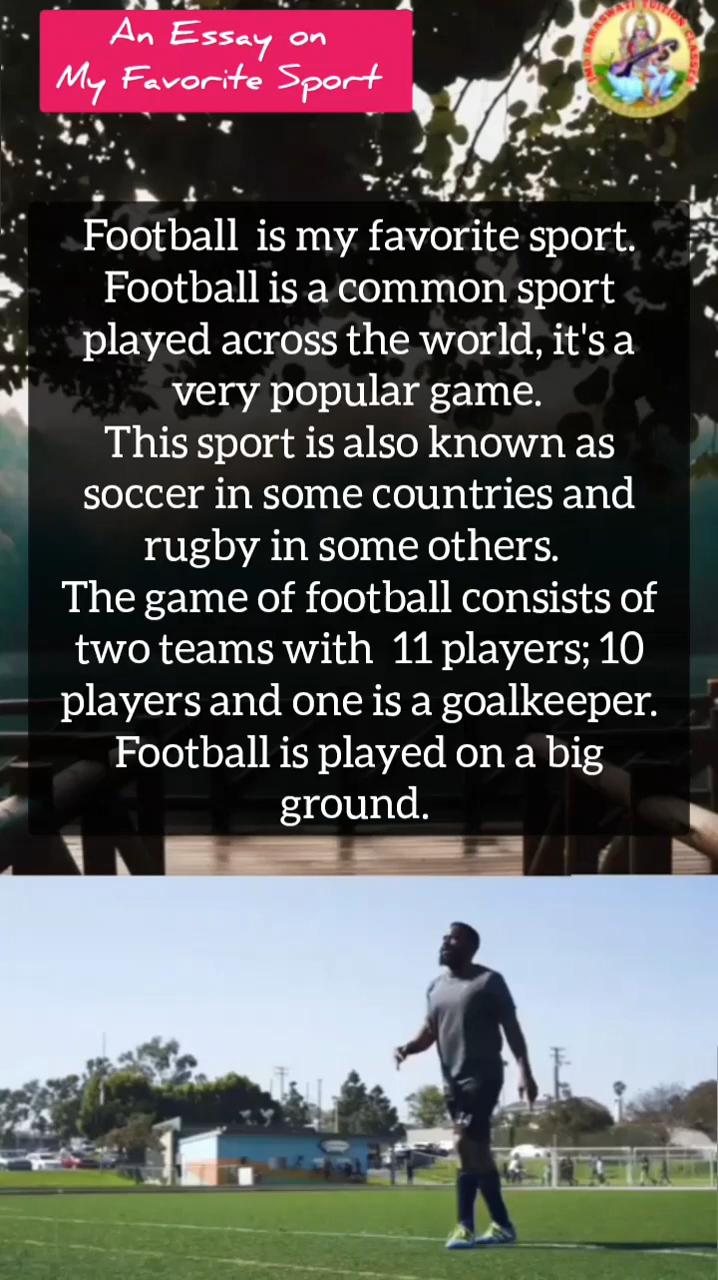 An Essay on
My Favorite Sport
SARASWATI TUITION CLASSES
Football  is my favorite sport.
Football is a common sport
played across the world, it's a
very popular game.
This sport is also known as
soccer in some countries and
rugby in some others.
The game of football consists of
two teams with  11 players; 10
players and one is a goalkeeper.
Football is played on a big
ground.